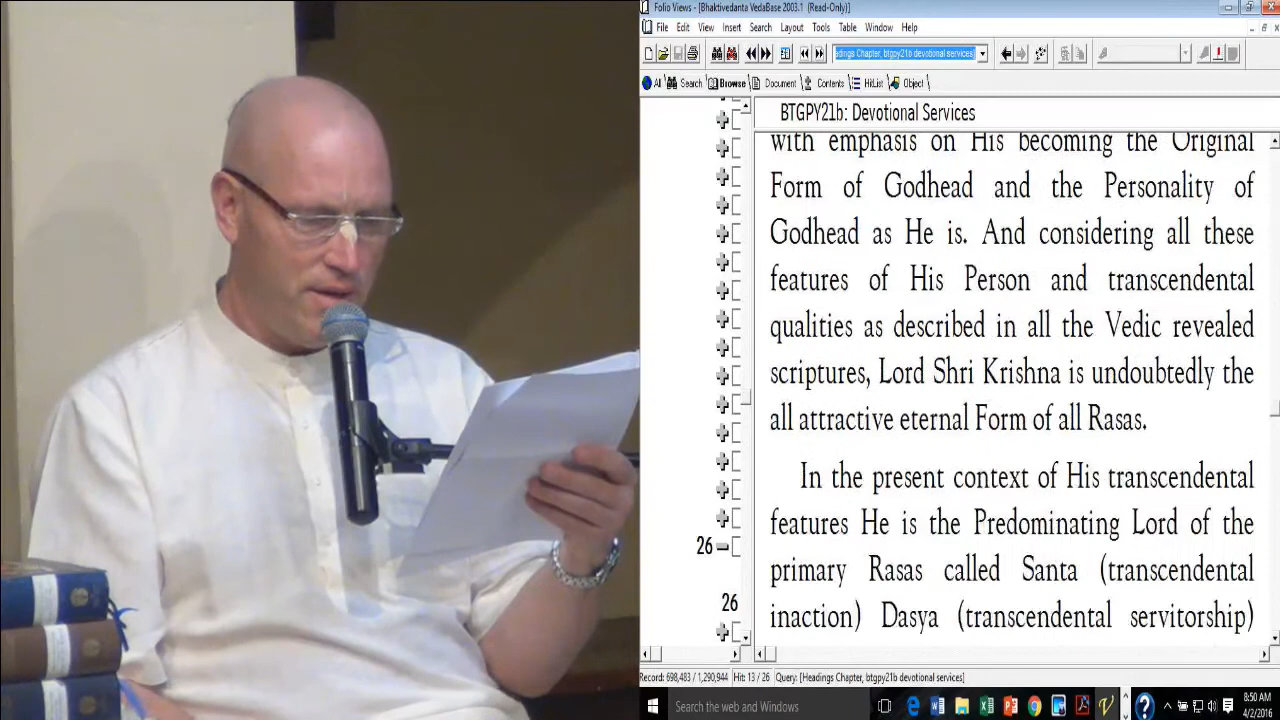 Folio Views - [Bhaktivedanta VedaBase 2003.1 (Read-Only)]
File Edit View Insert Search Layout Tools Table Window Help
eadings Chapter, btgpy21b devotional services]
All Search Browse Document Contents HitList Object
BTGPY21b: Devotional Services
with emphasis on His becoming the Original
Form of Godhead and the Personality of
Godhead as He is. And considering all these
features of His Person and transcendental
qualities as described in all the Vedic revealed
scriptures, Lord Shri Krishna is undoubtedly the
all attractive eternal Form of all Rasas.
In the present context of His transcendental
features He is the Predominating Lord of the
primary Rasas called Santa (transcendental
inaction) Dasya (transcendental servitorship)
26
26
Record: 698,483 / 1,290,944 Hit: 13 / 26 Query: [Headings Chapter, btgpy21b devotional services]
Search the web and Windows
8:50 AM
4/2/2016